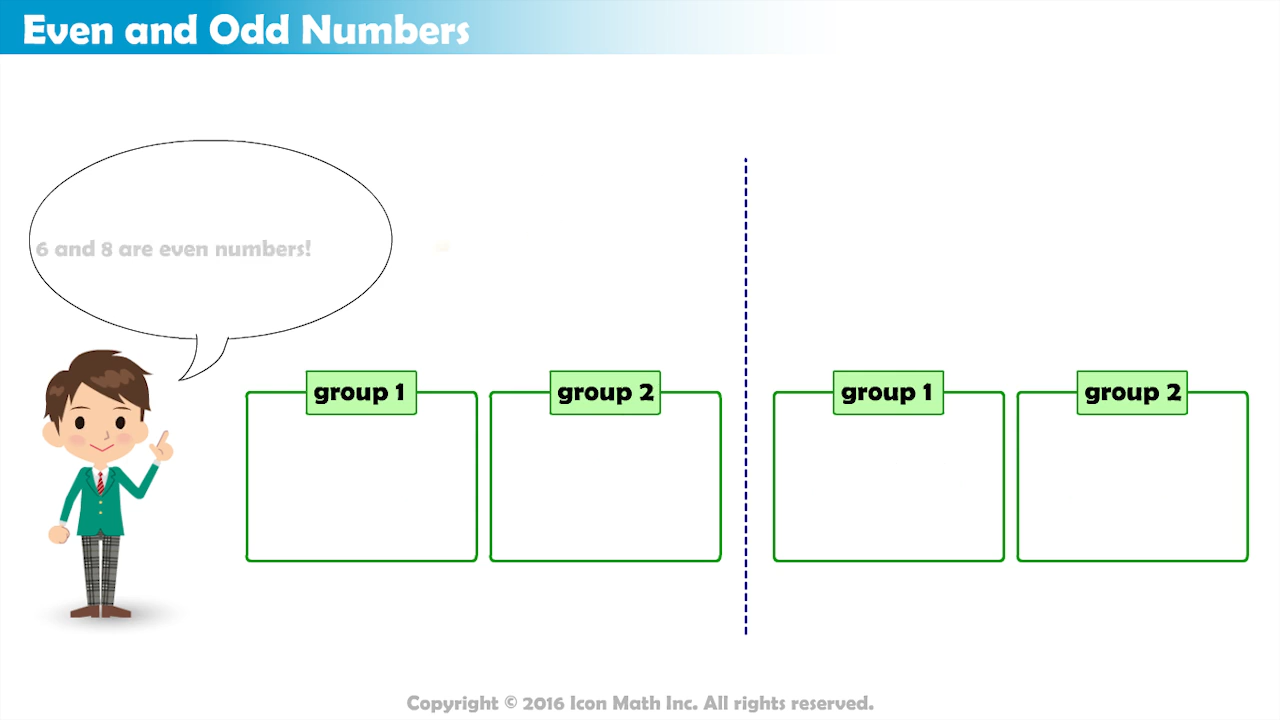 Even and Odd Numbers
6 and 8 are even numbers!
group 1
group 2
group 1
group 2
Copyright © 2016 Icon Math Inc. All rights reserved.